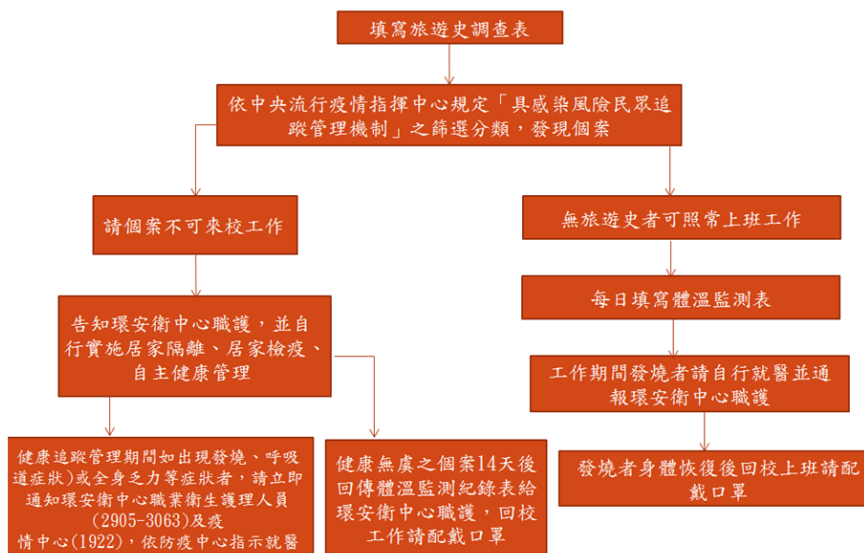 填寫旅遊史調查表
依中央流行疫情指揮中心規定「具感染風險民眾追
蹤管理機制」之篩選分類，發現個案
請個案不可來校工作
無旅遊史者可照常上班工作
每日填寫體溫監測表
告知環安衛中心職護，並自
行實施居家隔離、居家檢疫、
自主健康管理
工作期間發燒者請自行就醫並通
報環安衛中心職護
健康追蹤管理期間如出現發燒、呼吸
道症狀)或全身乏力等症狀者，請立即
通知環安衛中心職業衛生護理人員
(2905-3063)及疫
情中心(1922)，依防疫中心指示就醫
健康無虞之個案14天後
回傳體溫監測紀錄表給
環安衛中心職護，回校
工作請配戴口罩
發燒者身體恢復後回校上班請配
戴口罩